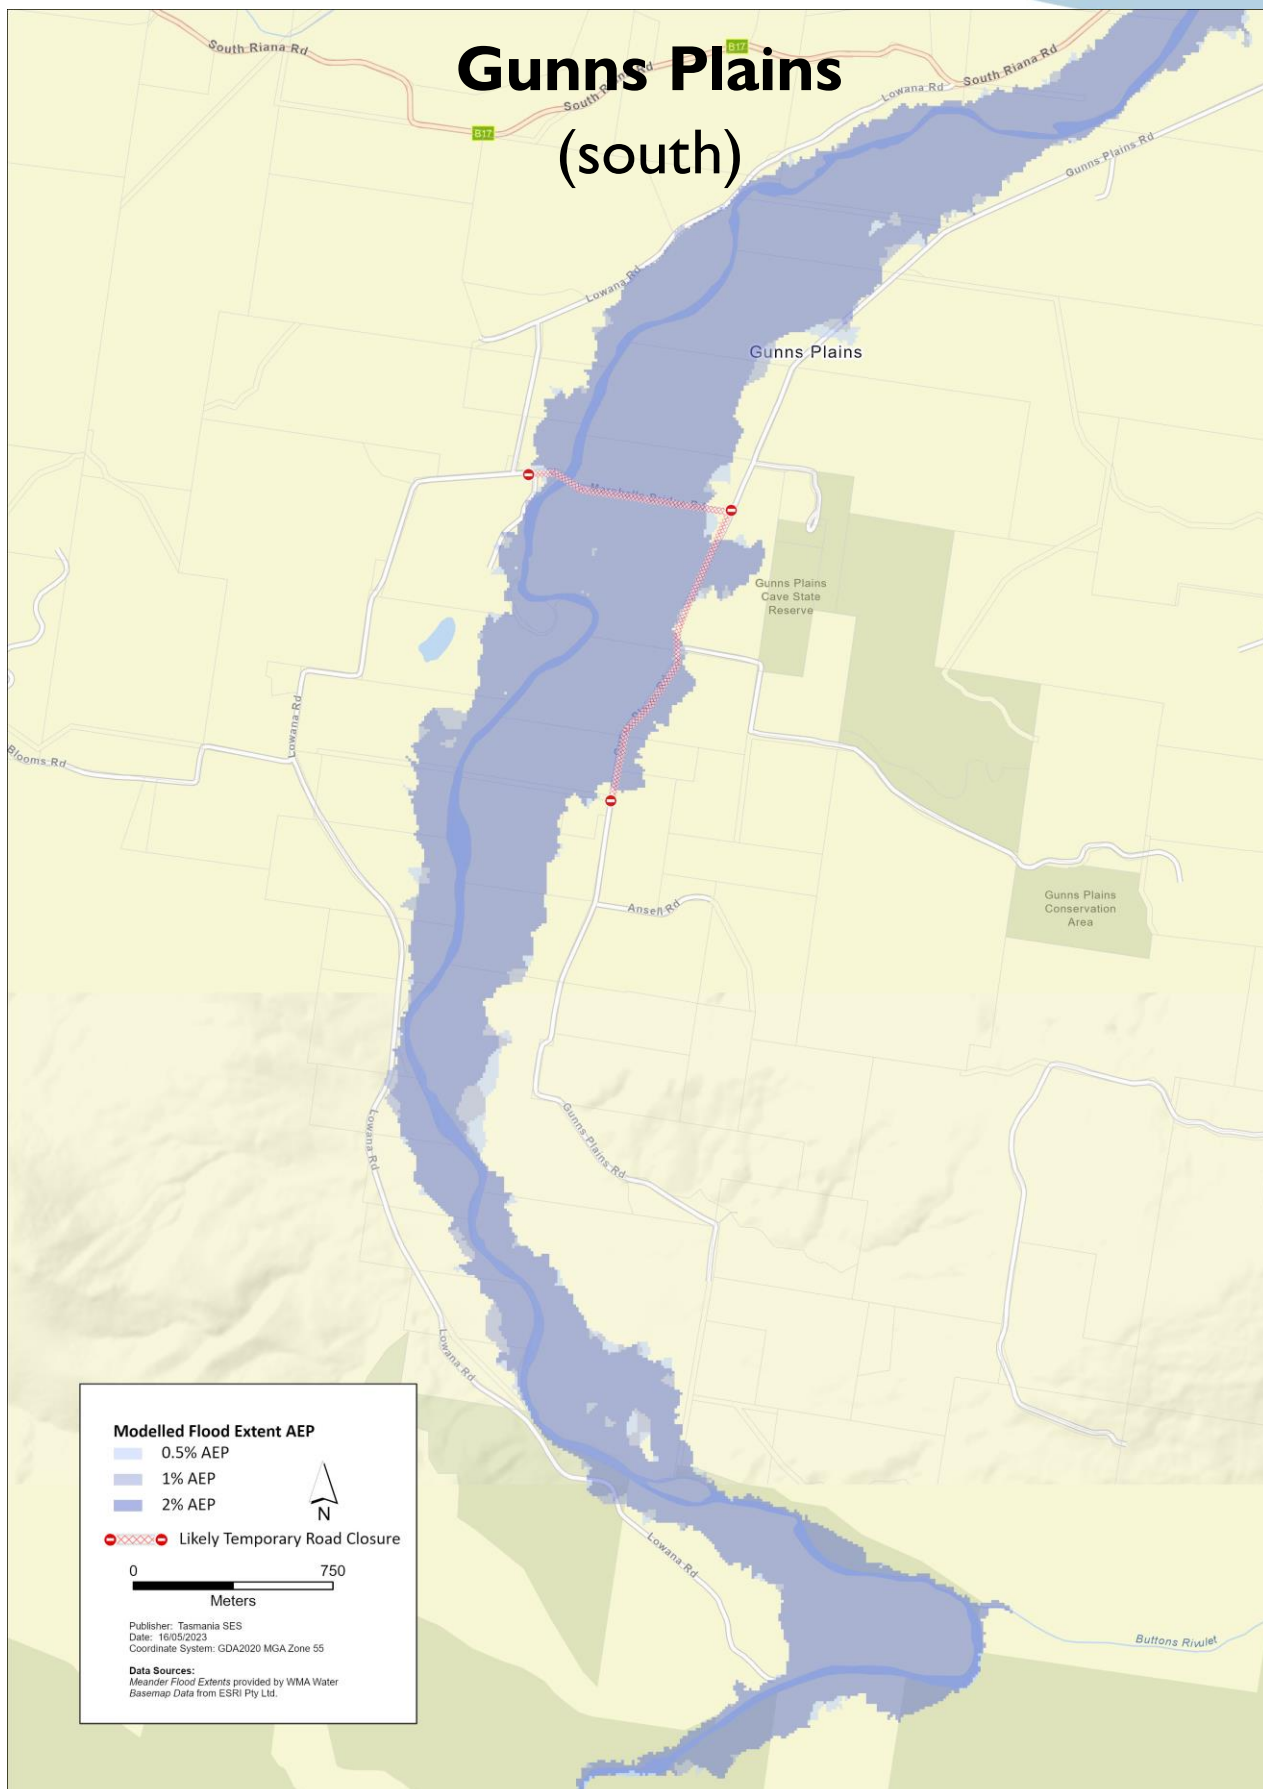 Gunns Plains
(south)
South Riana Rd
B17
South Riana Rd
B17
South Riana Rd
Lowana Rd
Gunns Plains Rd
Lowana Rd
Gunns Plains
Gunns Plains
Cave State
Reserve
Lowana Rd
Blooms Rd
Ansell Rd
Gunns Plains
Conservation
Area
Lowana Rd
Gunns Plains Rd
Lowana Rd
Lowana Rd
Buttons Rivulet
Modelled Flood Extent AEP
0.5% AEP
1% AEP
2% AEP
N
Likely Temporary Road Closure
0 750
Meters
Publisher: Tasmania SES
Date: 16/05/2023
Coordinate System: GDA2020 MGA Zone 55
Data Sources:
Meander Flood Extents provided by WMA Water
Basemap Data from ESRI Pty Ltd.